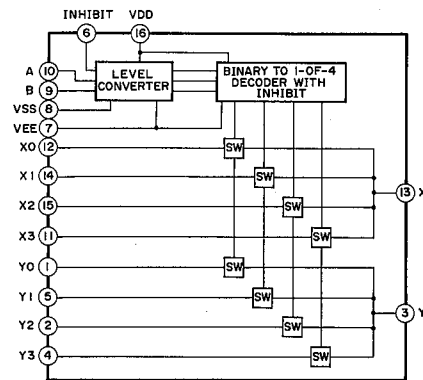 INHIBIT VDD
6 16
A 10
B 9
VSS 8
VEE 7
LEVEL
CONVERTER
BINARY TO 1-OF-4
DECODER WITH
INHIBIT
X0 12 SW
X1 14 SW
X2 15 SW
X3 11 SW
13 X
Y0 1 SW
Y1 5 SW
Y2 2 SW
Y3 4 SW
3 Y